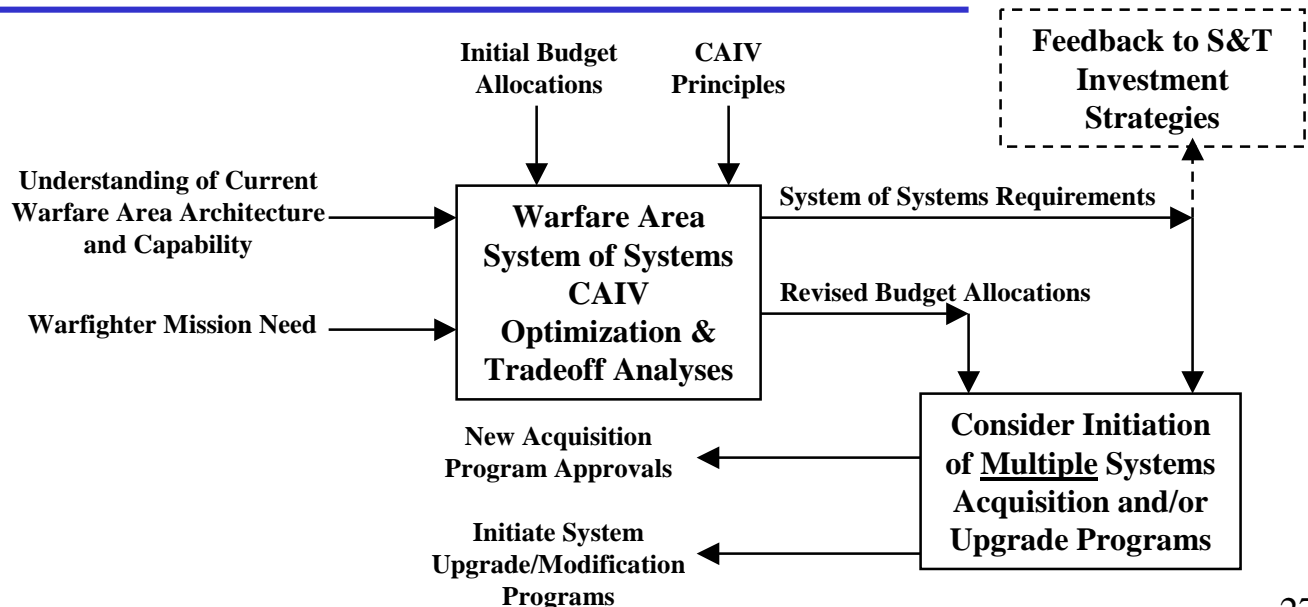 Initial Budget
Allocations
CAIV
Principles
Feedback to S&T
Investment
Strategies
Understanding of Current
Warfare Area Architecture
and Capability
Warfighter Mission Need
Warfare Area
System of Systems
CAIV
Optimization &
Tradeoff Analyses
System of Systems Requirements
Revised Budget Allocations
Consider Initiation
of Multiple Systems
Acquisition and/or
Upgrade Programs
New Acquisition
Program Approvals
Initiate System
Upgrade/Modification
Programs